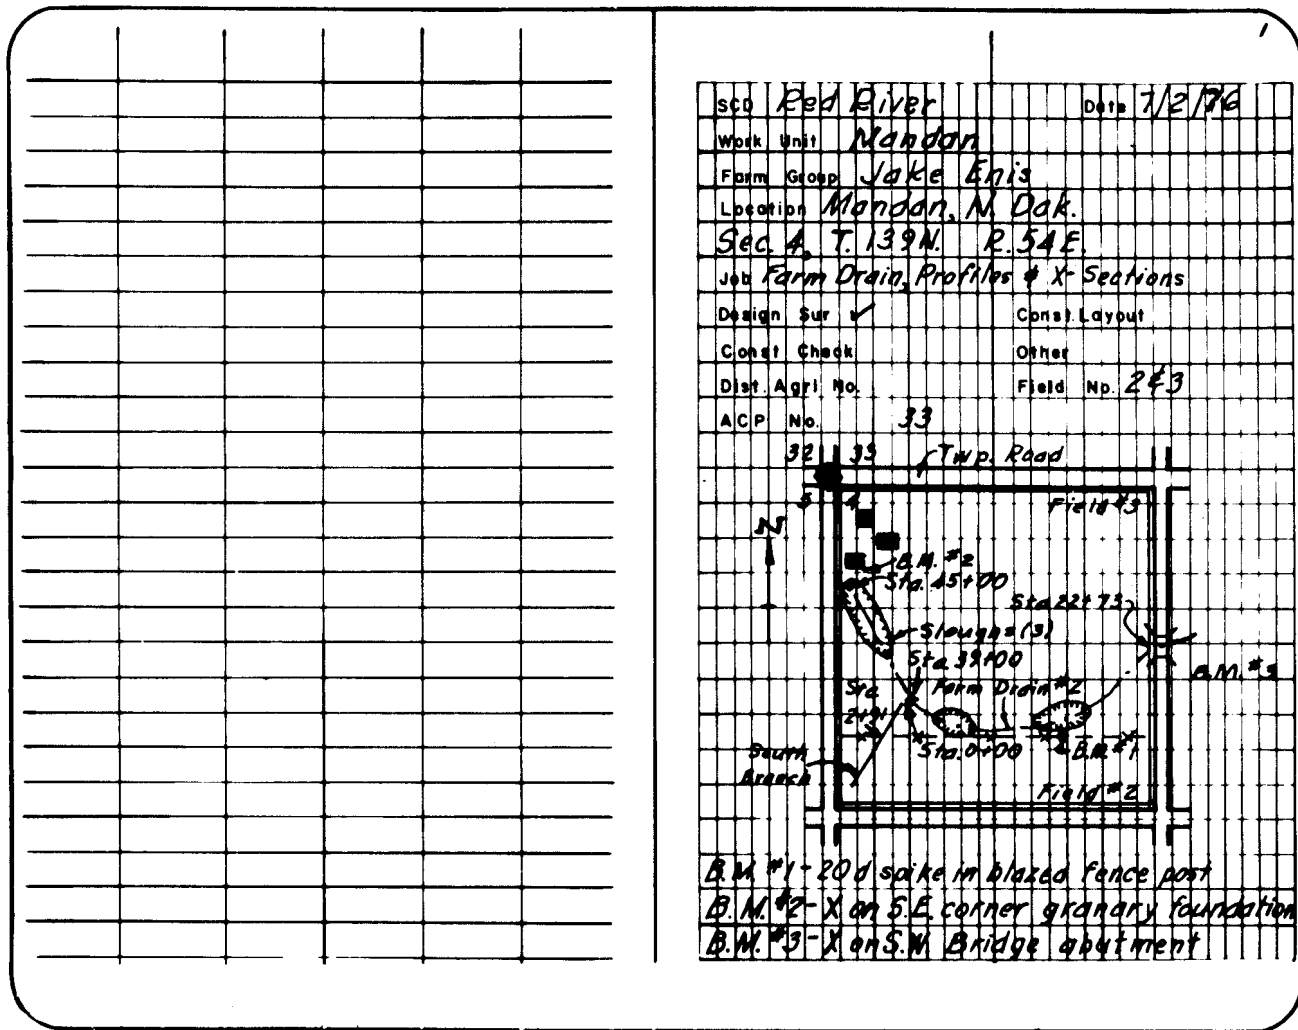 1
SCD Red River Date 7/2/76
Work Unit Mandan
Farm Group Jake Enis
Location Mandan, N. Dak.
Sec. 4, T. 139N. R. 54E.
Job Farm Drain, Profiles & X-Sections
Design Sur ✓ Const. Layout
Const Check Other
Dist. Agri No. Field No. 2&3
ACP No. 33
32 33 Twp. Road
5 4 Field #3
N
B.M. #2
Sta. 45+00
Sta 22+73
Sloughs (3)
Sta. 39+00
B.M. #3
Sta Farm Drain #2
2+91
Sta. 0+00 B.M. #1
South
Branch
Field #2
B.M. #1 - 20d spike in blazed fence post
B.M. #2 - X on S.E. corner granary foundation
B.M. #3 - X on S.W. Bridge abutment